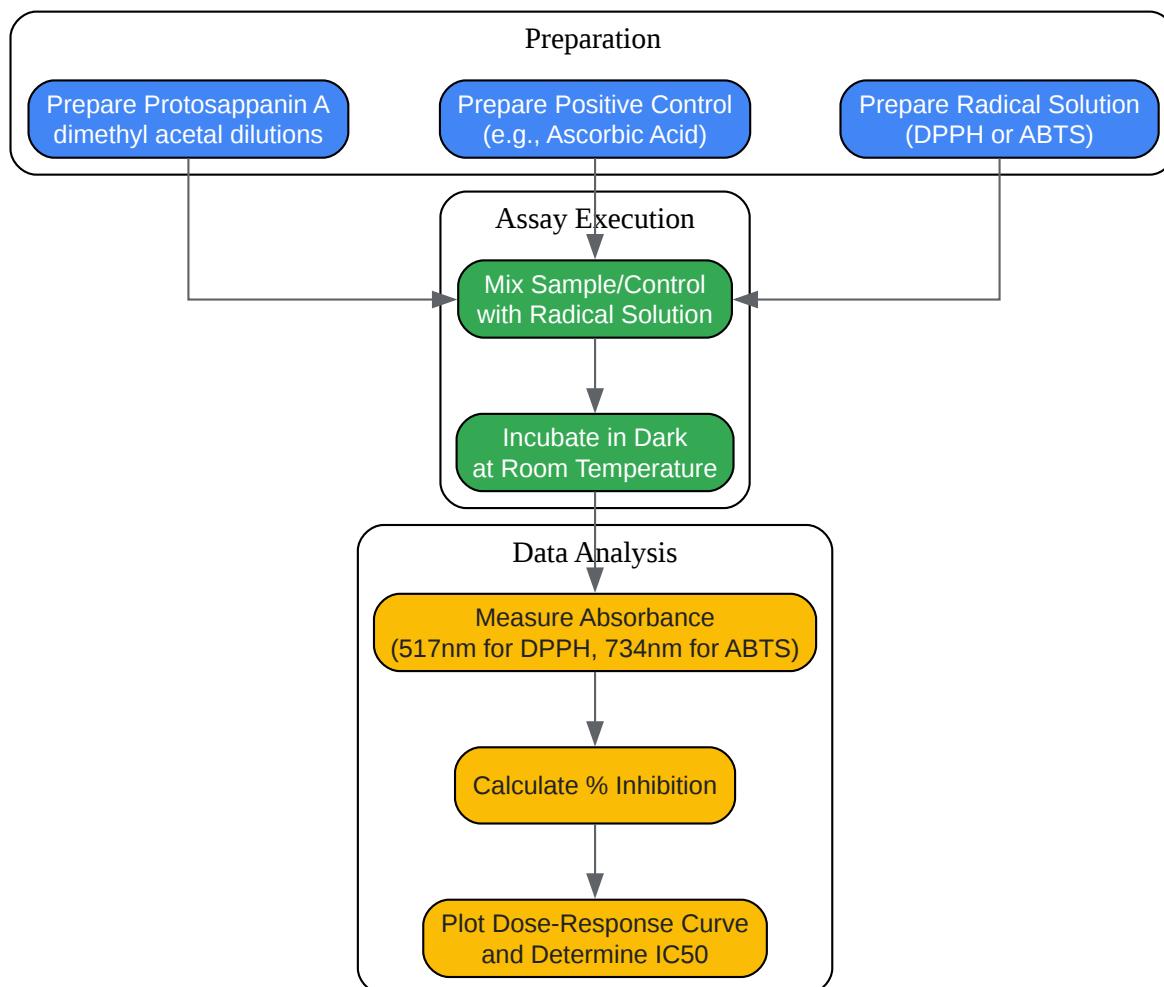 Preparation
Prepare Protosappanin A
dimethyl acetal dilutions
Prepare Positive Control
(e.g., Ascorbic Acid)
Prepare Radical Solution
(DPPH or ABTS)
Assay Execution
Mix Sample/Control
with Radical Solution
Incubate in Dark
at Room Temperature
Data Analysis
Measure Absorbance
(517nm for DPPH, 734nm for ABTS)
Calculate % Inhibition
Plot Dose-Response Curve
and Determine IC50